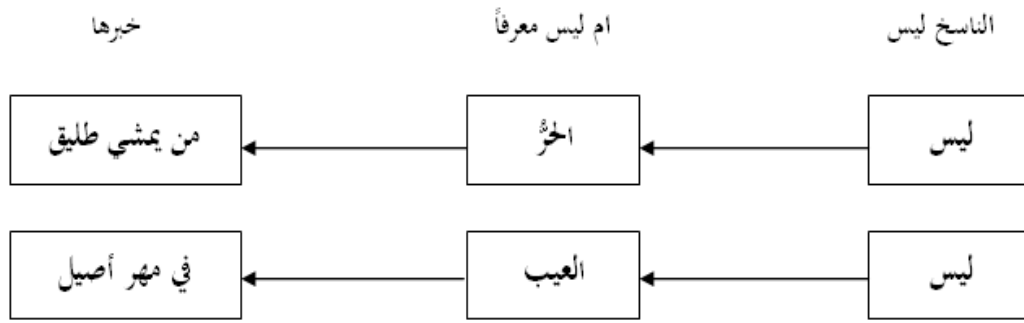 الناسخ ليس ام ليس معرفاً خبرها
ليس الحرُّ من يمشي طليق
ليس العيب في مهر أصيل